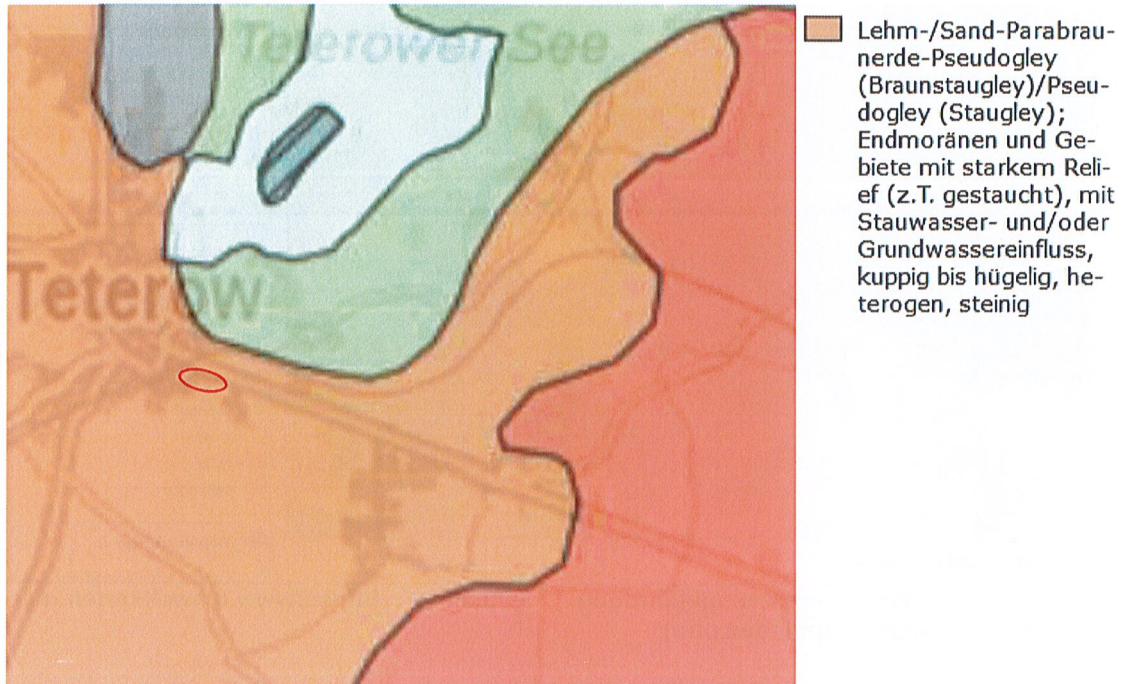 Teterower See
Teterow
Lehm-/Sand-Parabrau-
nerde-Pseudogley
(Braunstaugley)/Pseu-
dogley (Staugley);
Endmoränen und Ge-
biete mit starkem Reli-
ef (z.T. gestaucht), mit
Stauwasser- und/oder
Grundwassereinfluss,
kuppig bis hügelig, he-
terogen, steinig